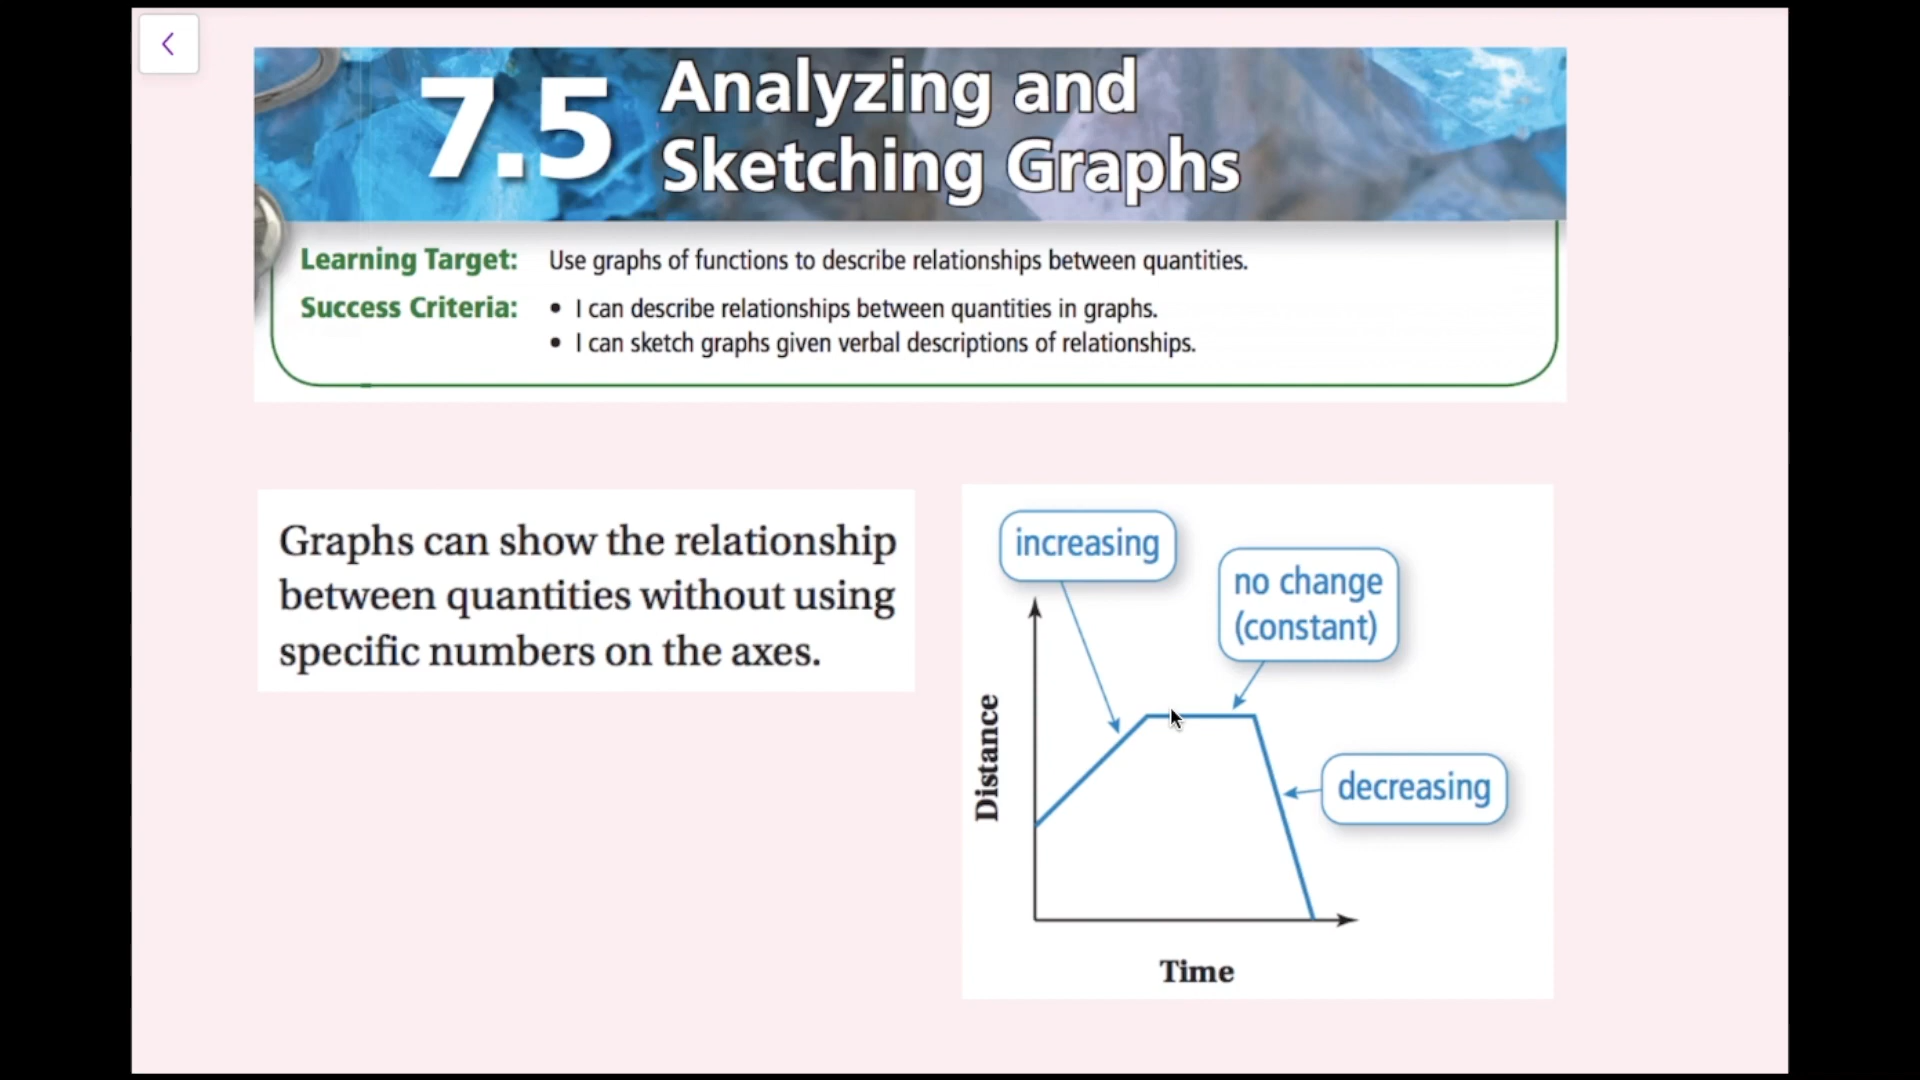 7.5 Analyzing and
Sketching Graphs
Learning Target: Use graphs of functions to describe relationships between quantities.
Success Criteria: • I can describe relationships between quantities in graphs.
• I can sketch graphs given verbal descriptions of relationships.
Graphs can show the relationship
between quantities without using
specific numbers on the axes.
increasing
no change
(constant)
decreasing
Distance
Time